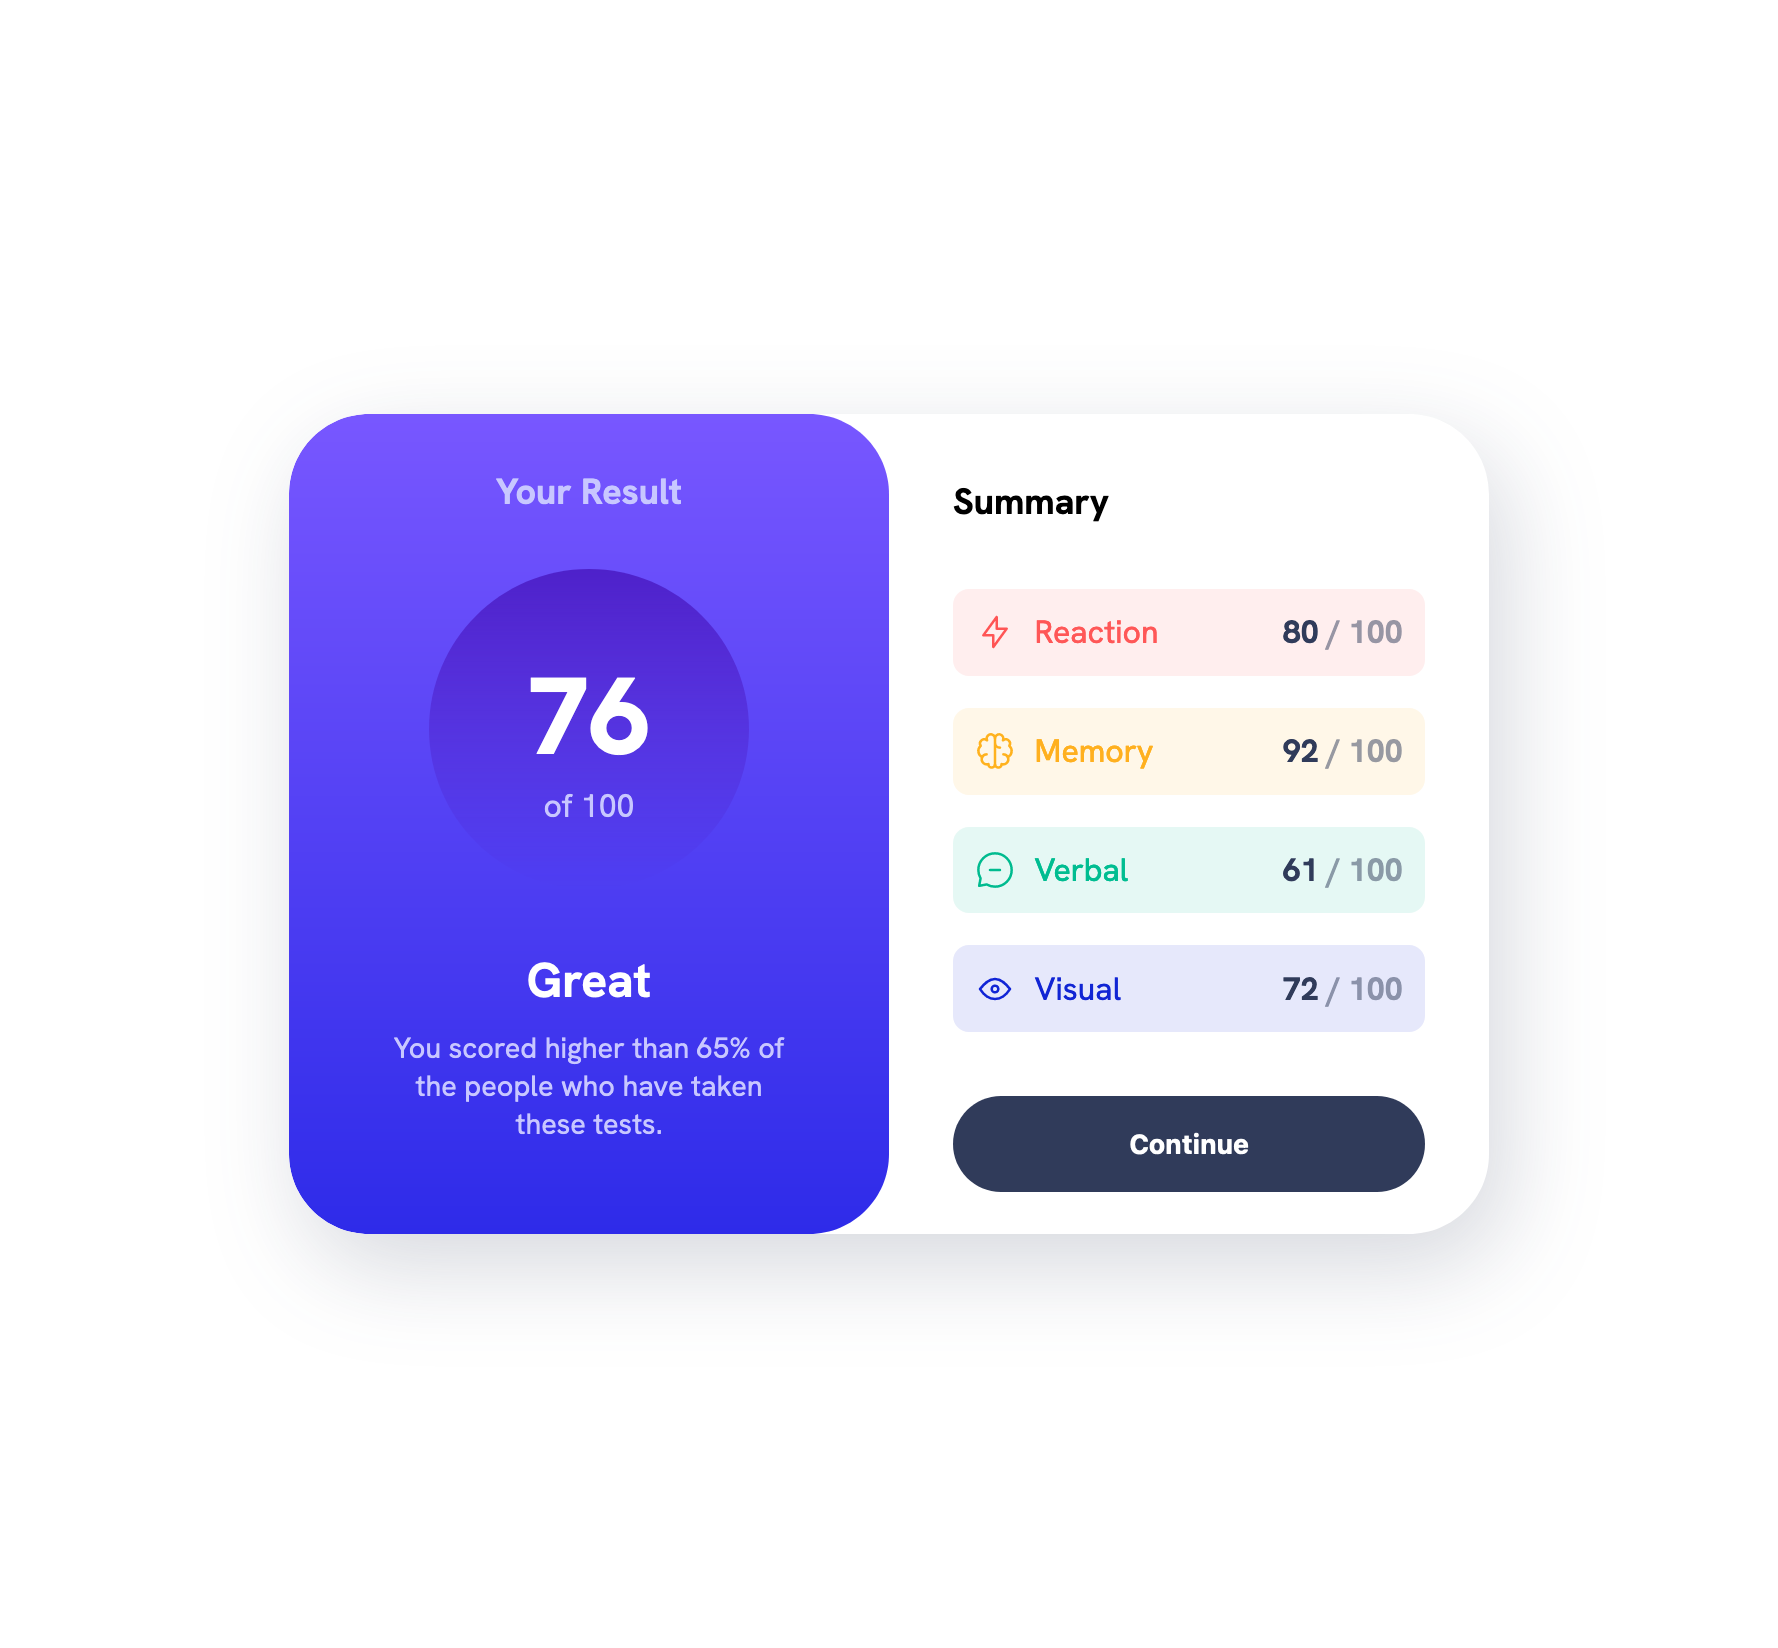 Your Result
76
of 100
Great
You scored higher than 65% of
the people who have taken
these tests.
Summary
Reaction 80 / 100
Memory 92 / 100
Verbal 61 / 100
Visual 72 / 100
Continue